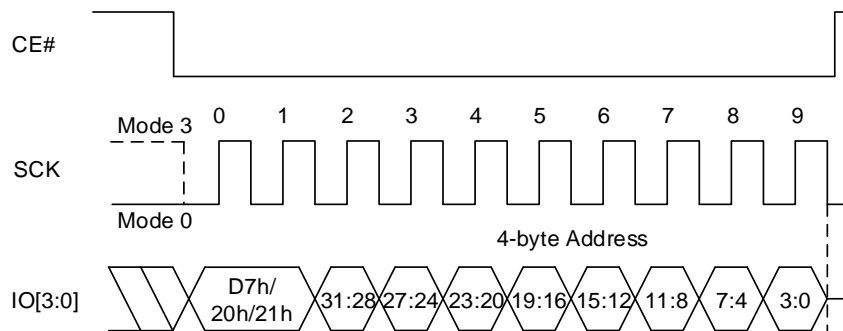 CE#
Mode 3
0 1 2 3 4 5 6 7 8 9
SCK
Mode 0
4-byte Address
IO[3:0]
D7h/
20h/21h
31:28 27:24 23:20 19:16 15:12 11:8 7:4 3:0